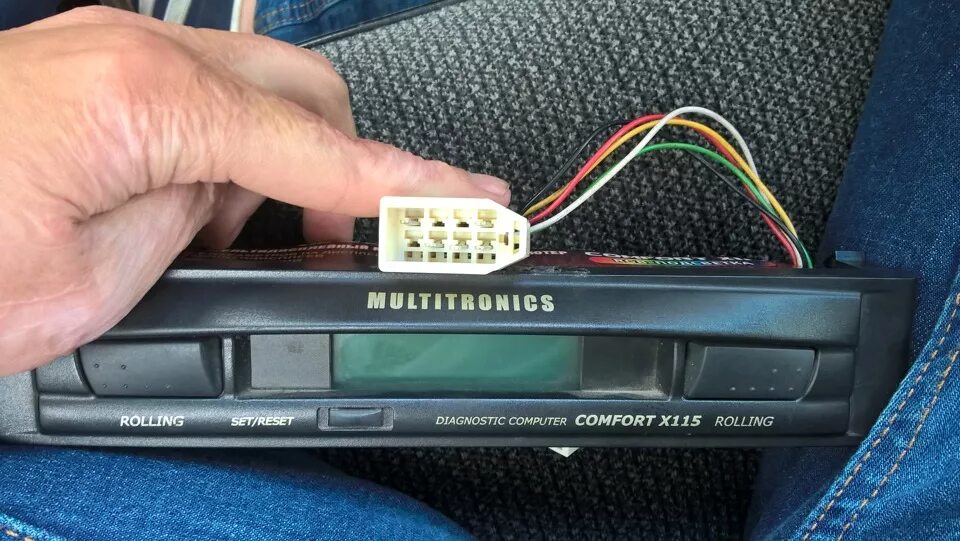 MULTITRONICS
ROLLING SET/RESET DIAGNOSTIC COMPUTER COMFORT X115 ROLLING